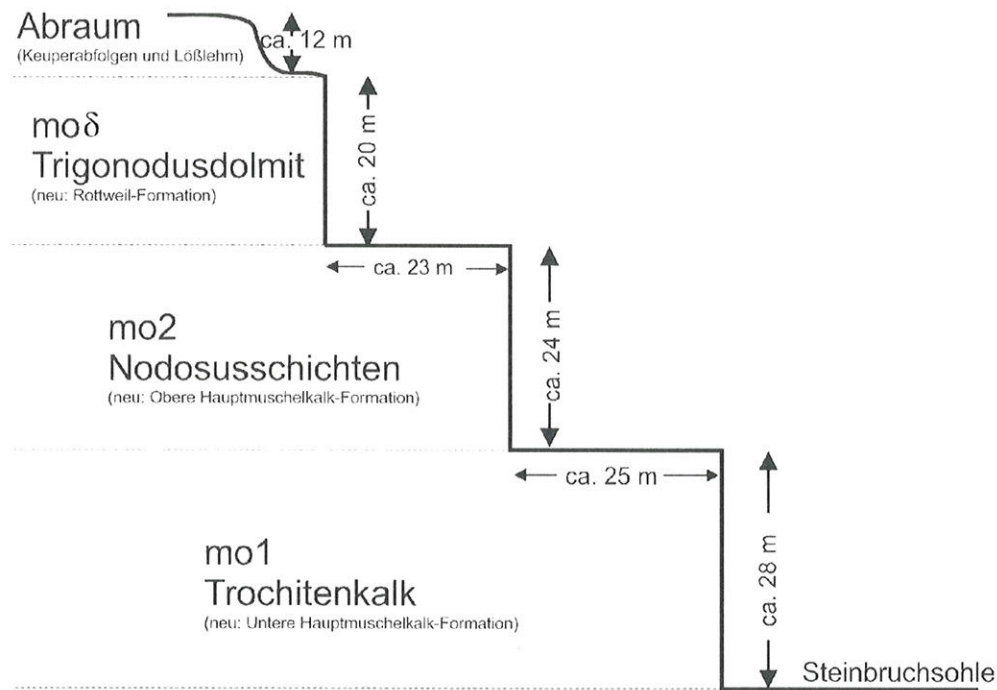 Abraum
(Keuperabfolgen und Lößlehm)
ca. 12 m
moδ
Trigonodusdolmit
(neu: Rottweil-Formation)
ca. 20 m
ca. 23 m
mo2
Nodosusschichten
(neu: Obere Hauptmuschelkalk-Formation)
ca. 24 m
ca. 25 m
mo1
Trochitenkalk
(neu: Untere Hauptmuschelkalk-Formation)
ca. 28 m
Steinbruchsohle